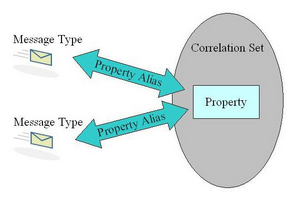 Message Type
Correlation Set
Property Alias
Property
Property Alias
Message Type